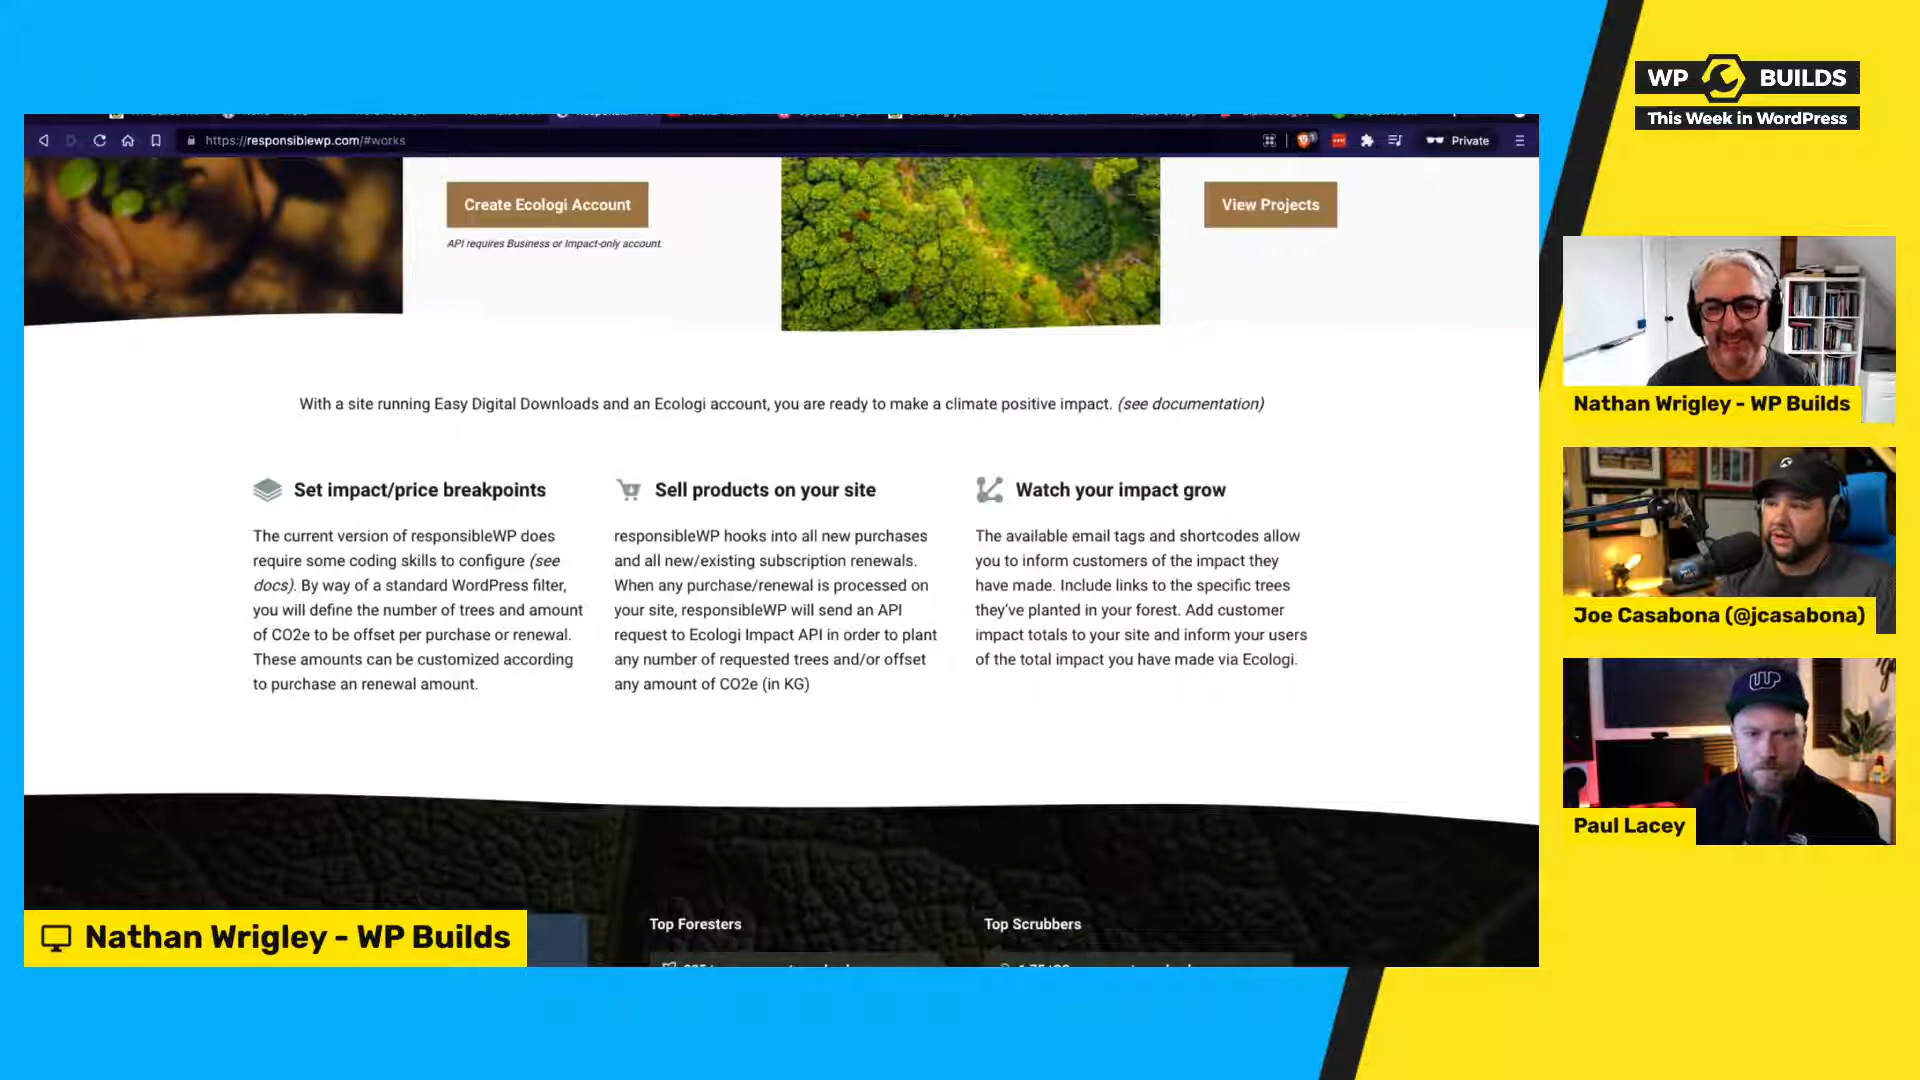 WP BUILDS
This Week in WordPress
https://responsiblewp.com/#works
Private
Create Ecologi Account
API requires Business or Impact-only account.
View Projects
With a site running Easy Digital Downloads and an Ecologi account, you are ready to make a climate positive impact. (see documentation)
Set impact/price breakpoints
The current version of responsibleWP does
require some coding skills to configure (see
docs). By way of a standard WordPress filter,
you will define the number of trees and amount
of CO2e to be offset per purchase or renewal.
These amounts can be customized according
to purchase an renewal amount.
Sell products on your site
responsibleWP hooks into all new purchases
and all new/existing subscription renewals.
When any purchase/renewal is processed on
your site, responsibleWP will send an API
request to Ecologi Impact API in order to plant
any number of requested trees and/or offset
any amount of CO2e (in KG)
Watch your impact grow
The available email tags and shortcodes allow
you to inform customers of the impact they
have made. Include links to the specific trees
they've planted in your forest. Add customer
impact totals to your site and inform your users
of the total impact you have made via Ecologi.
Top Foresters
Top Scrubbers
Nathan Wrigley - WP Builds
Nathan Wrigley - WP Builds
Joe Casabona (@jcasabona)
Paul Lacey